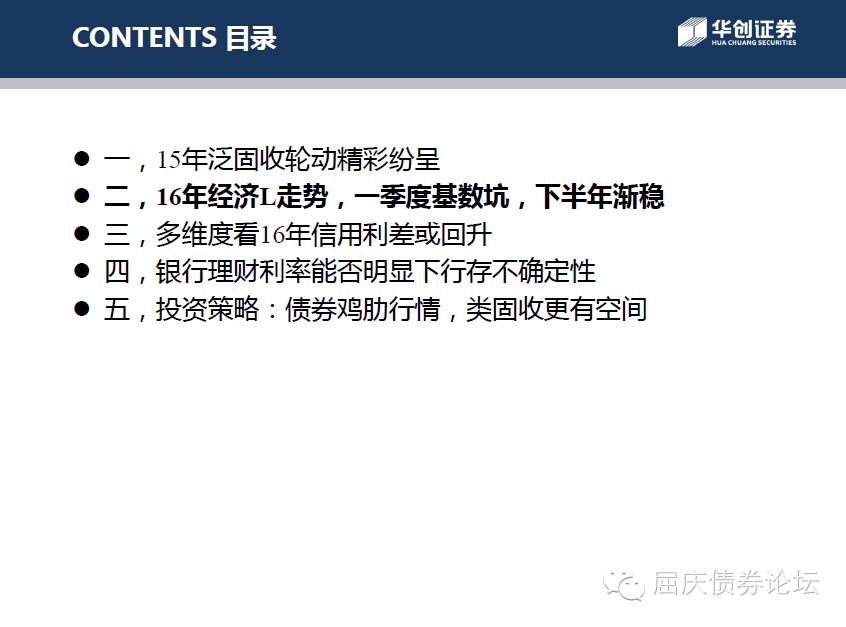 CONTENTS 目录
华创证券
HUA CHUANG SECURITIES
● 一，15年泛固收轮动精彩纷呈
● 二，16年经济L走势，一季度基数坑，下半年渐稳
● 三，多维度看16年信用利差或回升
● 四，银行理财利率能否明显下行存不确定性
● 五，投资策略：债券鸡肋行情，类固收更有空间
屈庆债券论坛